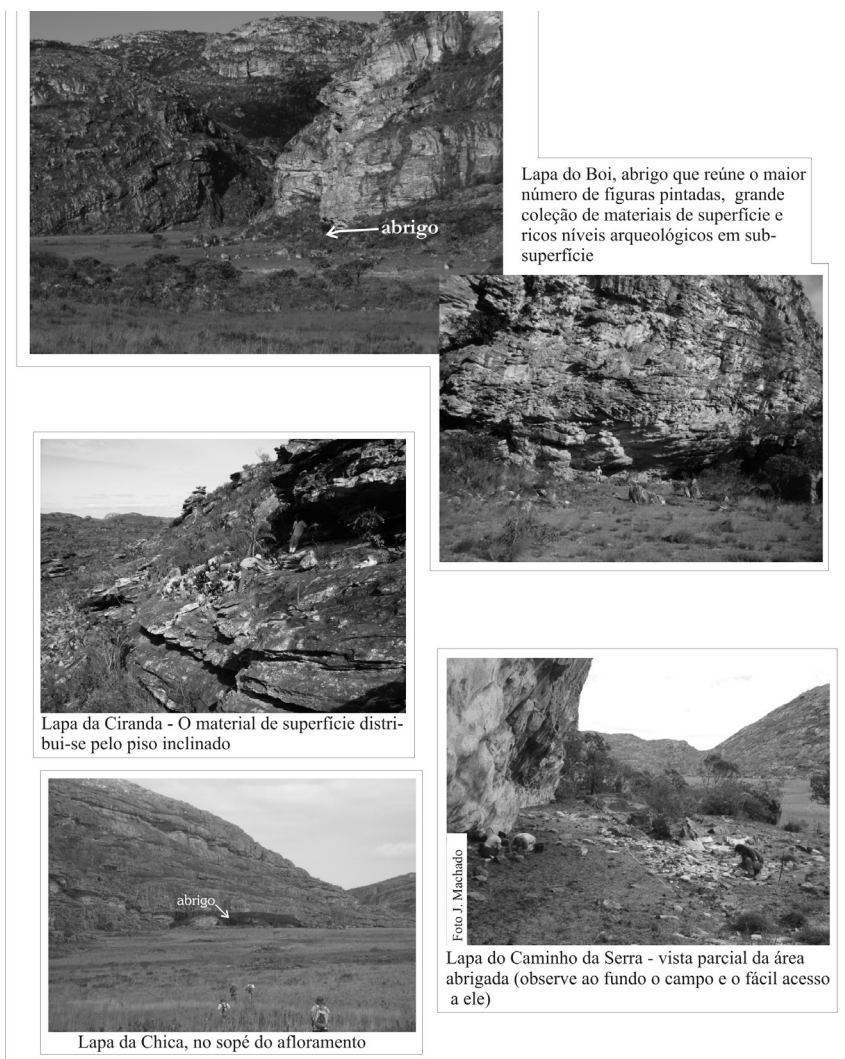 abrigo
Lapa do Boi, abrigo que reúne o maior
número de figuras pintadas, grande
coleção de materiais de superfície e
ricos níveis arqueológicos em sub-
superfície
Lapa da Ciranda - O material de superfície distri-
bui-se pelo piso inclinado
abrigo
Lapa da Chica, no sopé do afloramento
Foto J. Machado
Lapa do Caminho da Serra - vista parcial da área
abrigada (observe ao fundo o campo e o fácil acesso
a ele)